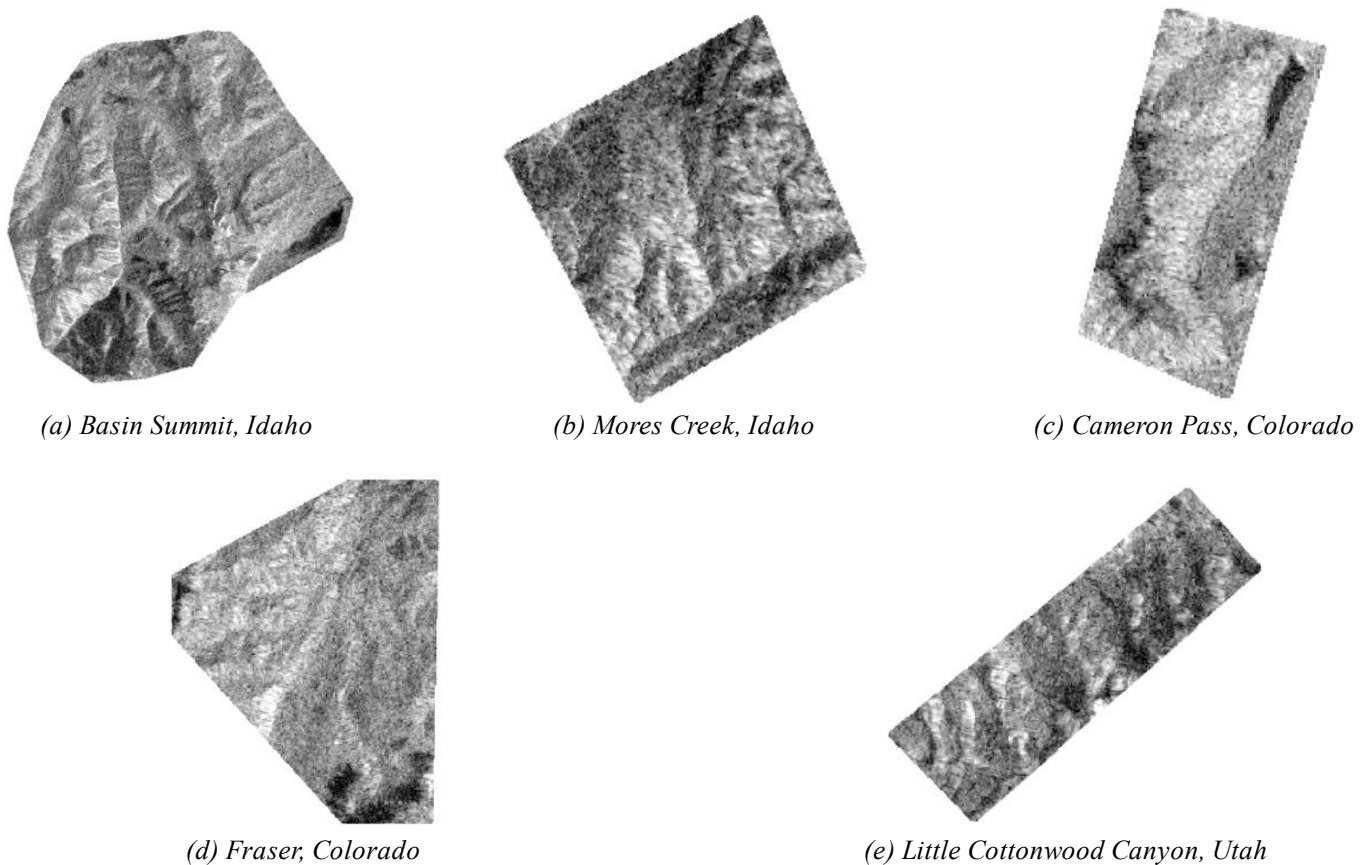 (a) Basin Summit, Idaho
(b) Mores Creek, Idaho
(c) Cameron Pass, Colorado
(d) Fraser, Colorado
(e) Little Cottonwood Canyon, Utah